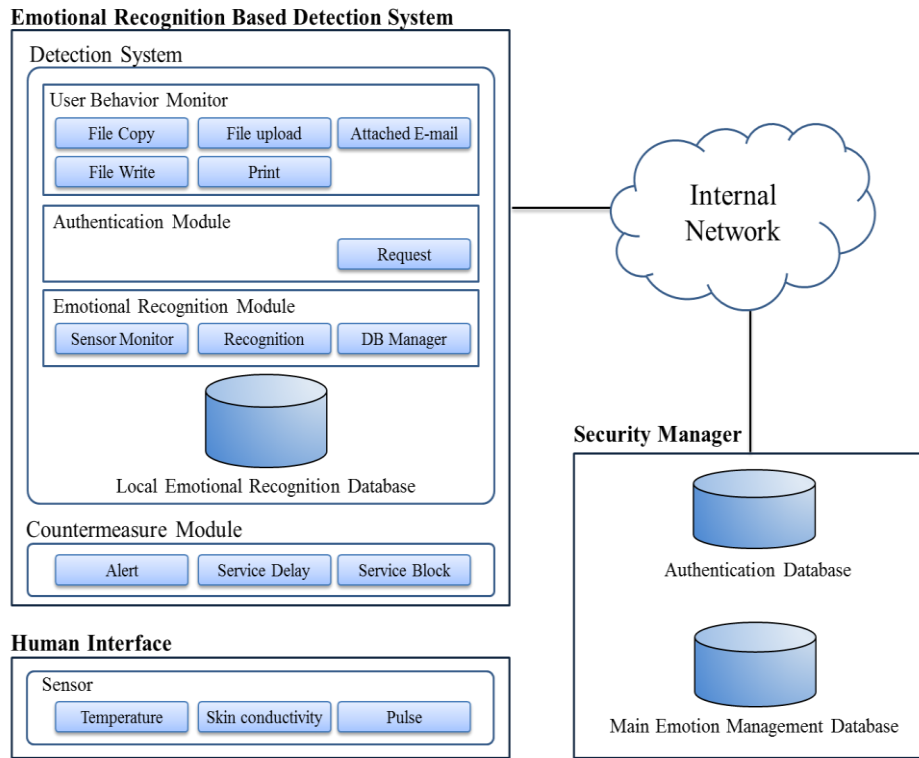 Emotional Recognition Based Detection System
Detection System
User Behavior Monitor
File Copy
File upload
Attached E-mail
File Write
Print
Authentication Module
Request
Emotional Recognition Module
Sensor Monitor
Recognition
DB Manager
Local Emotional Recognition Database
Countermeasure Module
Alert
Service Delay
Service Block
Human Interface
Sensor
Temperature
Skin conductivity
Pulse
Internal
Network
Security Manager
Authentication Database
Main Emotion Management Database